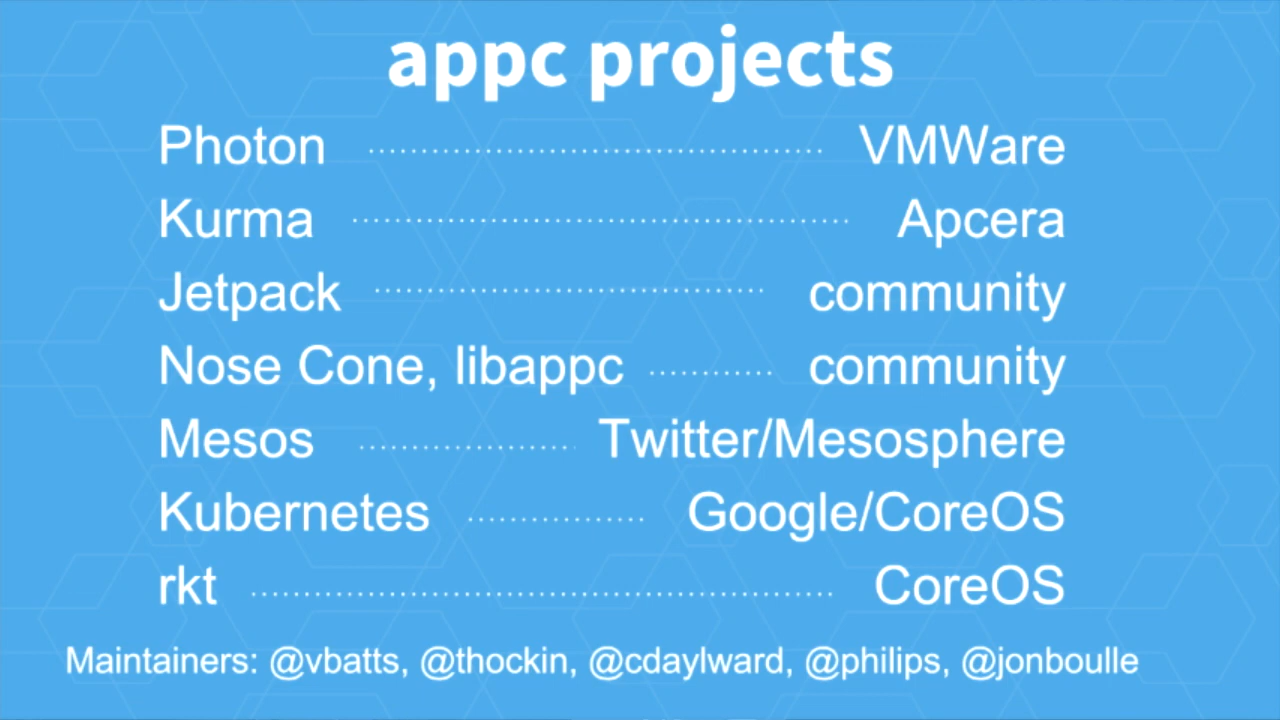 appc projects
Photon VMWare
Kurma Apcera
Jetpack community
Nose Cone, libappc community
Mesos Twitter/Mesosphere
Kubernetes Google/CoreOS
rkt CoreOS
Maintainers: @vbatts, @thockin, @cdaylward, @philips, @jonboulle